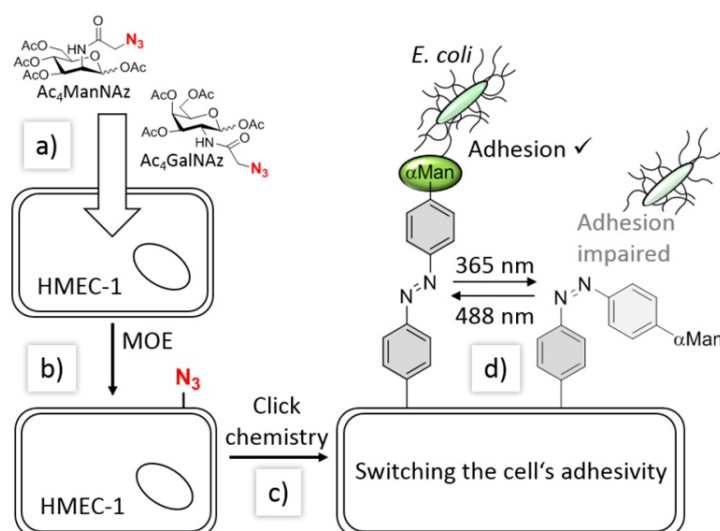 O
N₃
AcO
NH
AcO
O
AcO
OAc
Ac₄ManNAz
AcO
OAc
O
AcO
OAc
HN
O
Ac₄GalNAz
N₃
a)
HMEC-1
b)
MOE
N₃
HMEC-1
Click
chemistry
c)
E. coli
Adhesion ✓
αMan
Adhesion
impaired
N
N
365 nm
488 nm
N
N
αMan
d)
Switching the cell‘s adhesivity